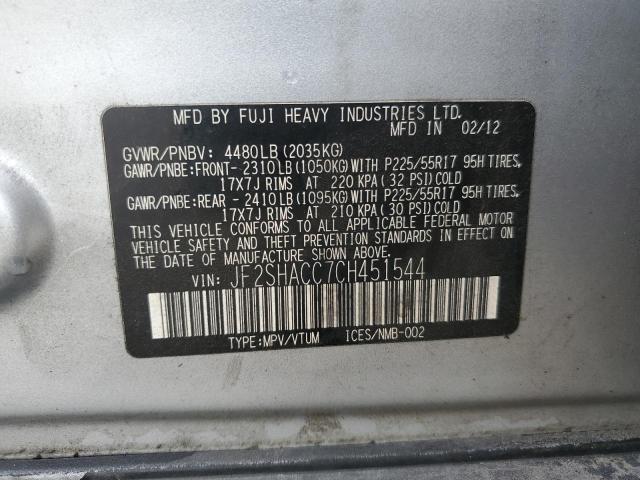 MFD BY FUJI HEAVY INDUSTRIES LTD.
MFD IN 02/12
GVWR/PNBV: 4480LB(2035KG)
GAWR/PNBE:FRONT- 2310LB(1050KG)WITH P225/55R17 95H TIRES,
17X7J RIMS AT 220 KPA(32 PSI)COLD
GAWR/PNBE:REAR - 2410LB(1095KG)WITH P225/55R17 95H TIRES,
17X7J RIMS AT 210 KPA(30 PSI)COLD
THIS VEHICLE CONFORMS TO ALL APPLICABLE FEDERAL MOTOR
VEHICLE SAFETY AND THEFT PREVENTION STANDARDS IN EFFECT ON
THE DATE OF MANUFACTURE SHOWN ABOVE.
VIN: JF2SHACC7CH451544
TYPE:MPV/VTUM ICES/NMB-002